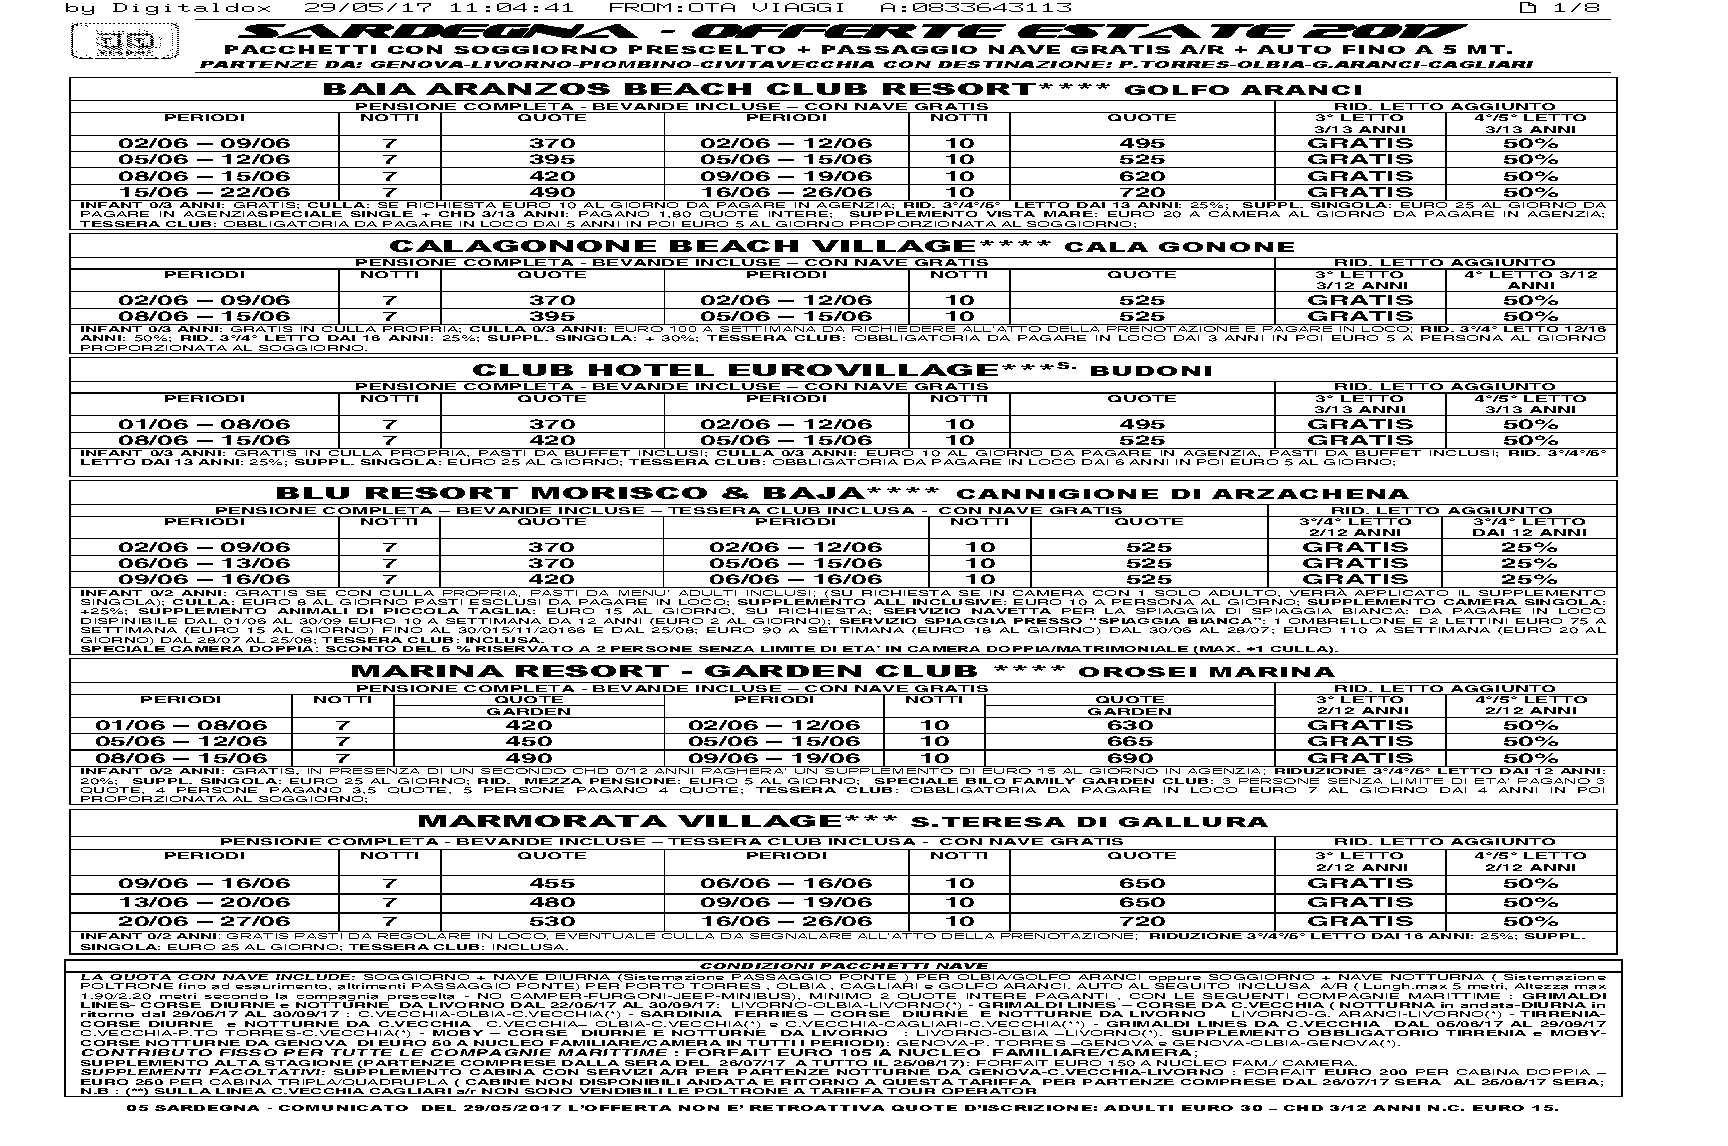 by Digitaldox 29/05/17 11:04:41 FROM:OTA VIAGGI A:0833643113 1/8
SARDEGNA - OFFERTE ESTATE 2017
PACCHETTI CON SOGGIORNO PRESCELTO + PASSAGGIO NAVE GRATIS A/R + AUTO FINO A 5 MT.
PARTENZE DA: GENOVA-LIVORNO-PIOMBINO-CIVITAVECCHIA CON DESTINAZIONE: P.TORRES-OLBIA-G.ARANCI-CAGLIARI
BAIA ARANZOS BEACH CLUB RESORT**** GOLFO ARANCI
PENSIONE COMPLETA - BEVANDE INCLUSE – CON NAVE GRATIS RID. LETTO AGGIUNTO
PERIODI NOTTI QUOTE PERIODI NOTTI QUOTE 3° LETTO 4°/5° LETTO
3/13 ANNI 3/13 ANNI
02/06 – 09/06 7 370 02/06 – 12/06 10 495 GRATIS 50%
05/06 – 12/06 7 395 05/06 – 15/06 10 525 GRATIS 50%
08/06 – 15/06 7 420 09/06 – 19/06 10 620 GRATIS 50%
15/06 – 22/06 7 490 16/06 – 26/06 10 720 GRATIS 50%
INFANT 0/3 ANNI: GRATIS; CULLA: SE RICHIESTA EURO 10 AL GIORNO DA PAGARE IN AGENZIA; RID. 3°/4°/5° LETTO DAI 13 ANNI: 25%; SUPPL. SINGOLA: EURO 25 AL GIORNO DA
PAGARE IN AGENZIASPECIALE SINGLE + CHD 3/13 ANNI: PAGANO 1,80 QUOTE INTERE; SUPPLEMENTO VISTA MARE: EURO 20 A CAMERA AL GIORNO DA PAGARE IN AGENZIA;
TESSERA CLUB: OBBLIGATORIA DA PAGARE IN LOCO DAI 5 ANNI IN POI EURO 5 AL GIORNO PROPORZIONATA AL SOGGIORNO;
CALAGONONE BEACH VILLAGE**** CALA GONONE
PENSIONE COMPLETA - BEVANDE INCLUSE – CON NAVE GRATIS RID. LETTO AGGIUNTO
PERIODI NOTTI QUOTE PERIODI NOTTI QUOTE 3° LETTO 4° LETTO 3/12
3/12 ANNI ANNI
02/06 – 09/06 7 370 02/06 – 12/06 10 525 GRATIS 50%
08/06 – 15/06 7 395 05/06 – 15/06 10 525 GRATIS 50%
INFANT 0/3 ANNI: GRATIS IN CULLA PROPRIA; CULLA 0/3 ANNI: EURO 100 A SETTIMANA DA RICHIEDERE ALL'ATTO DELLA PRENOTAZIONE E PAGARE IN LOCO; RID. 3°/4° LETTO 12/16
ANNI: 50%; RID. 3°/4° LETTO DAI 16 ANNI: 25%; SUPPL. SINGOLA: + 30%; TESSERA CLUB: OBBLIGATORIA DA PAGARE IN LOCO DAI 3 ANNI IN POI EURO 5 A PERSONA AL GIORNO
PROPORZIONATA AL SOGGIORNO.
CLUB HOTEL EUROVILLAGE***S. BUDONI
PENSIONE COMPLETA - BEVANDE INCLUSE – CON NAVE GRATIS RID. LETTO AGGIUNTO
PERIODI NOTTI QUOTE PERIODI NOTTI QUOTE 3° LETTO 4°/5° LETTO
3/13 ANNI 3/13 ANNI
01/06 – 08/06 7 370 02/06 – 12/06 10 495 GRATIS 50%
08/06 – 15/06 7 420 05/06 – 15/06 10 525 GRATIS 50%
INFANT 0/3 ANNI: GRATIS IN CULLA PROPRIA, PASTI DA BUFFET INCLUSI; CULLA 0/3 ANNI: EURO 10 AL GIORNO DA PAGARE IN AGENZIA, PASTI DA BUFFET INCLUSI; RID. 3°/4°/5°
LETTO DAI 13 ANNI: 25%; SUPPL. SINGOLA: EURO 25 AL GIORNO; TESSERA CLUB: OBBLIGATORIA DA PAGARE IN LOCO DAI 6 ANNI IN POI EURO 5 AL GIORNO;
BLU RESORT MORISCO & BAJA**** CANNIGIONE DI ARZACHENA
PENSIONE COMPLETA – BEVANDE INCLUSE – TESSERA CLUB INCLUSA - CON NAVE GRATIS RID. LETTO AGGIUNTO
PERIODI NOTTI QUOTE PERIODI NOTTI QUOTE 3°/4° LETTO 3°/4° LETTO
2/12 ANNI DAI 12 ANNI
02/06 – 09/06 7 370 02/06 – 12/06 10 525 GRATIS 25%
06/06 – 13/06 7 370 05/06 – 15/06 10 525 GRATIS 25%
09/06 – 16/06 7 420 06/06 – 16/06 10 525 GRATIS 25%
INFANT 0/2 ANNI: GRATIS SE CON CULLA PROPRIA, PASTI DA MENU' ADULTI INCLUSI; (SU RICHIESTA SE IN CAMERA CON 1 SOLO ADULTO, VERRÀ APPLICATO IL SUPPLEMENTO
SINGOLA); CULLA: EURO 8 AL GIORNO PASTI ESCLUSI DA PAGARE IN LOCO; SUPPLEMENTO ALL INCLUSIVE: EURO 10 A PERSONA AL GIORNO; SUPPLEMENTO CAMERA SINGOLA:
+25%; SUPPLEMENTO ANIMALI DI PICCOLA TAGLIA: EURO 15 AL GIORNO, SU RICHIESTA; SERVIZIO NAVETTA PER LA SPIAGGIA DI SPIAGGIA BIANCA: DA PAGARE IN LOCO
DISPINIBILE DAL 01/06 AL 30/09 EURO 10 A SETTIMANA DA 12 ANNI (EURO 2 AL GIORNO); SERVIZIO SPIAGGIA PRESSO "SPIAGGIA BIANCA": 1 OMBRELLONE E 2 LETTINI EURO 75 A
SETTIMANA (EURO 15 AL GIORNO) FINO AL 30/015/11/20166 E DAL 25/08; EURO 90 A SETTIMANA (EURO 18 AL GIORNO) DAL 30/06 AL 28/07; EURO 110 A SETTIMANA (EURO 20 AL
GIORNO) DAL 28/07 AL 25/08; TESSERA CLUB: INCLUSA.
SPECIALE CAMERA DOPPIA: SCONTO DEL 5 % RISERVATO A 2 PERSONE SENZA LIMITE DI ETA' IN CAMERA DOPPIA/MATRIMONIALE (MAX. +1 CULLA).
MARINA RESORT - GARDEN CLUB **** OROSEI MARINA
PENSIONE COMPLETA - BEVANDE INCLUSE – CON NAVE GRATIS RID. LETTO AGGIUNTO
PERIODI NOTTI QUOTE PERIODI NOTTI QUOTE 3° LETTO 4°/5° LETTO
GARDEN GARDEN 2/12 ANNI 2/12 ANNI
01/06 – 08/06 7 420 02/06 – 12/06 10 630 GRATIS 50%
05/06 – 12/06 7 450 05/06 – 15/06 10 665 GRATIS 50%
08/06 – 15/06 7 490 09/06 – 19/06 10 690 GRATIS 50%
INFANT 0/2 ANNI: GRATIS, IN PRESENZA DI UN SECONDO CHD 0/12 ANNI PAGHERA' UN SUPPLEMENTO DI EURO 15 AL GIORNO IN AGENZIA; RIDUZIONE 3°/4°/5° LETTO DAI 12 ANNI:
20%; SUPPL. SINGOLA: EURO 25 AL GIORNO; RID. MEZZA PENSIONE: EURO 5 AL GIORNO; SPECIALE BILO FAMILY GARDEN CLUB: 3 PERSONE SENZA LIMITE DI ETA' PAGANO 3
QUOTE, 4 PERSONE PAGANO 3,5 QUOTE, 5 PERSONE PAGANO 4 QUOTE; TESSERA CLUB: OBBLIGATORIA DA PAGARE IN LOCO EURO 7 AL GIORNO DAI 4 ANNI IN POI
PROPORZIONATA AL SOGGIORNO;
MARMORATA VILLAGE*** S.TERESA DI GALLURA
PENSIONE COMPLETA - BEVANDE INCLUSE – TESSERA CLUB INCLUSA - CON NAVE GRATIS RID. LETTO AGGIUNTO
PERIODI NOTTI QUOTE PERIODI NOTTI QUOTE 3° LETTO 4°/5° LETTO
2/12 ANNI 2/12 ANNI
09/06 – 16/06 7 455 06/06 – 16/06 10 650 GRATIS 50%
13/06 – 20/06 7 480 09/06 – 19/06 10 650 GRATIS 50%
20/06 – 27/06 7 530 16/06 – 26/06 10 720 GRATIS 50%
INFANT 0/2 ANNI: GRATIS PASTI DA REGOLARE IN LOCO, EVENTUALE CULLA DA SEGNALARE ALL'ATTO DELLA PRENOTAZIONE; RIDUZIONE 3°/4°/5° LETTO DAI 16 ANNI: 25%; SUPPL.
SINGOLA: EURO 25 AL GIORNO; TESSERA CLUB: INCLUSA.
CONDIZIONI PACCHETTI NAVE
LA QUOTA CON NAVE INCLUDE: SOGGIORNO + NAVE DIURNA (Sistemazione PASSAGGIO PONTE ) PER OLBIA/GOLFO ARANCI oppure SOGGIORNO + NAVE NOTTURNA ( Sistemazione
POLTRONE fino ad esaurimento, altrimenti PASSAGGIO PONTE) PER PORTO TORRES , OLBIA , CAGLIARI e GOLFO ARANCI. AUTO AL SEGUITO INCLUSA A/R ( Lungh.max 5 metri, Altezza max
1.90/2.20 metri secondo la compagnia prescelta - NO CAMPER-FURGONI-JEEP-MINIBUS), MINIMO 2 QUOTE INTERE PAGANTI , CON LE SEGUENTI COMPAGNIE MARITTIME : GRIMALDI
LINES- CORSE DIURNE e NOTTURNE DA LIVORNO DAL 22/05/17 AL 30/09/17: LIVORNO-OLBIA-LIVORNO(*) - GRIMALDI LINES – CORSE DA C.VECCHIA ( NOTTURNA in andata-DIURNA in
ritorno dal 29/05/17 AL 30/09/17 : C.VECCHIA-OLBIA-C.VECCHIA(*) - SARDINIA FERRIES – CORSE DIURNE E NOTTURNE DA LIVORNO LIVORNO-G. ARANCI-LIVORNO(*) - TIRRENIA-
CORSE DIURNE e NOTTURNE DA C.VECCHIA C.VECCHIA– OLBIA-C.VECCHIA(*) e C.VECCHIA-CAGLIARI-C.VECCHIA(**) - GRIMALDI LINES DA C.VECCHIA DAL 05/06/17 AL 29/09/17
C.VECCHIA-P.TO TORRES-C.VECCHIA(*) - MOBY – CORSE DIURNE E NOTTURNE DA LIVORNO : LIVORNO-OLBIA –LIVORNO(*). SUPPLEMENTO OBBLIGATORIO TIRRENIA e MOBY-
CORSE NOTTURNE DA GENOVA DI EURO 50 A NUCLEO FAMILIARE/CAMERA IN TUTTI I PERIODI): GENOVA-P. TORRES –GENOVA e GENOVA-OLBIA-GENOVA(*).
CONTRIBUTO FISSO PER TUTTE LE COMPAGNIE MARITTIME : FORFAIT EURO 105 A NUCLEO FAMILIARE/CAMERA;
SUPPLEMENTO ALTA STAGIONE (PARTENZE COMPRESE DALLA SERA DEL 26/07/17 A TUTTO IL 25/08/17): FORFAIT EURO 150 A NUCLEO FAM./ CAMERA.
SUPPLEMENTI FACOLTATIVI: SUPPLEMENTO CABINA CON SERVIZI A/R PER PARTENZE NOTTURNE DA GENOVA-C.VECCHIA-LIVORNO : FORFAIT EURO 200 PER CABINA DOPPIA –
EURO 250 PER CABINA TRIPLA/QUADRUPLA ( CABINE NON DISPONIBILI ANDATA E RITORNO A QUESTA TARIFFA PER PARTENZE COMPRESE DAL 26/07/17 SERA AL 25/08/17 SERA;
N.B : (**) SULLA LINEA C.VECCHIA CAGLIARI a/r NON SONO VENDIBILI LE POLTRONE A TARIFFA TOUR OPERATOR
05 SARDEGNA - COMUNICATO DEL 29/05/2017 L'OFFERTA NON E' RETROATTIVA QUOTE D'ISCRIZIONE: ADULTI EURO 30 – CHD 3/12 ANNI N.C. EURO 15.